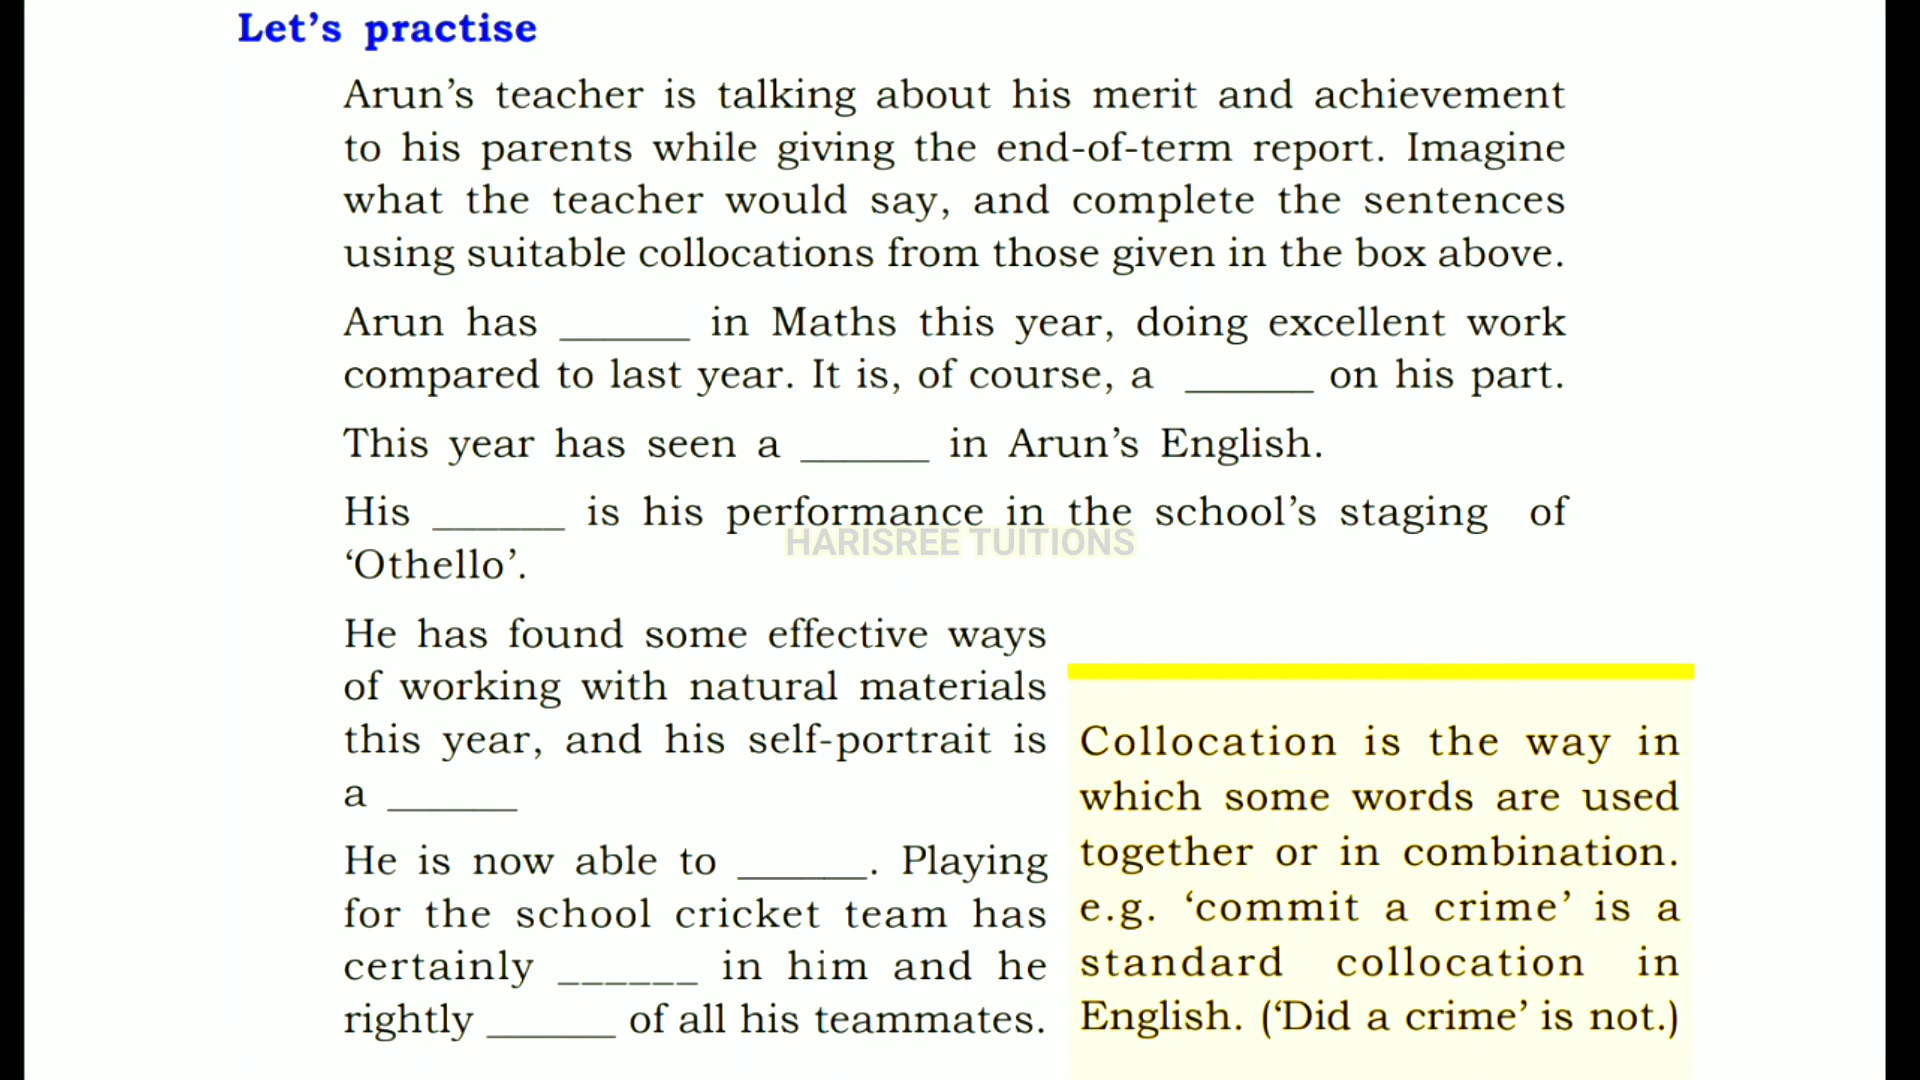 Let's practise
Arun's teacher is talking about his merit and achievement
to his parents while giving the end-of-term report. Imagine
what the teacher would say, and complete the sentences
using suitable collocations from those given in the box above.
Arun has ______ in Maths this year, doing excellent work
compared to last year. It is, of course, a ______ on his part.
This year has seen a ______ in Arun's English.
His ______ is his performance in the school's staging of
‘Othello’.
HARISREE TUITIONS
He has found some effective ways
of working with natural materials
this year, and his self-portrait is
a ______
He is now able to ______. Playing
for the school cricket team has
certainly ______ in him and he
rightly ______ of all his teammates.
Collocation is the way in
which some words are used
together or in combination.
e.g. ‘commit a crime’ is a
standard collocation in
English. (‘Did a crime’ is not.)